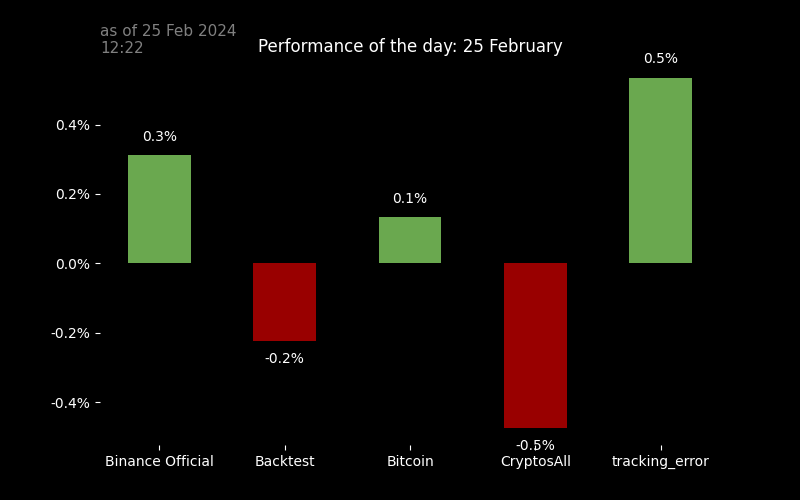 as of 25 Feb 2024
12:22
Performance of the day: 25 February
0.5%
0.4%
0.3%
0.2%
0.1%
0.0%
-0.2%
-0.2%
-0.4%
-0.5%
Binance Official
Backtest
Bitcoin
CryptosAll
tracking_error